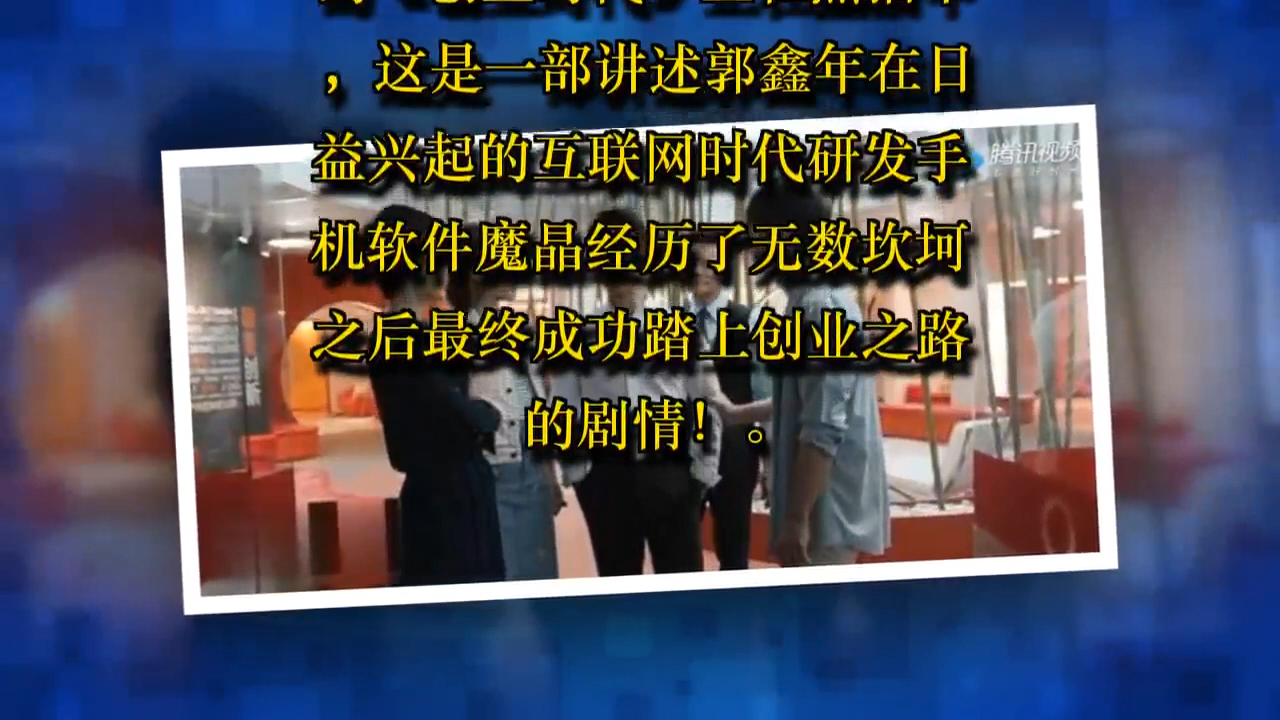 ，这是一部讲述郭鑫年在日
益兴起的互联网时代研发手
机软件魔晶经历了无数坎坷
之后最终成功踏上创业之路
的剧情！。
腾讯视频